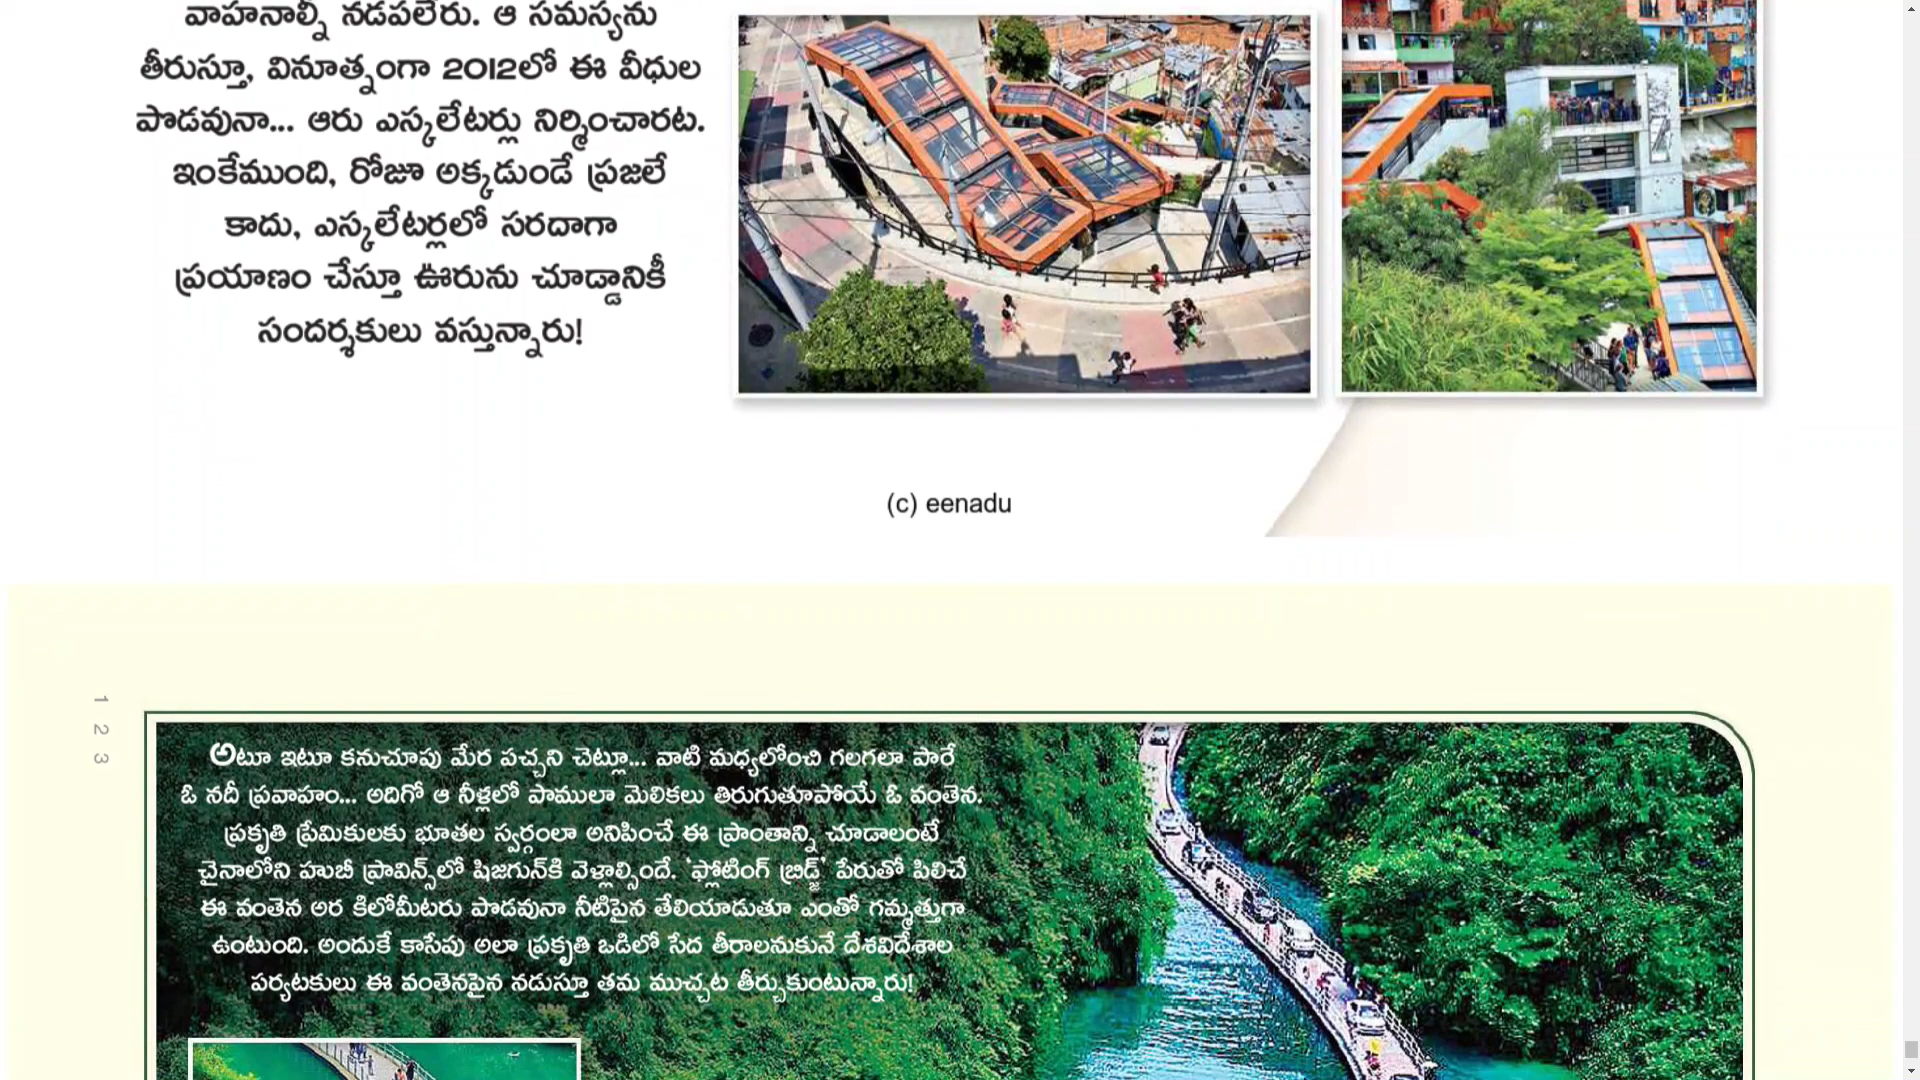 వాహనాల్నీ నడపలేరు. ఆ సమస్యను
తీరుస్తూ, వినూత్నంగా 2012లో ఈ వీధుల
పొడవునా... ఆరు ఎస్కలేటర్లు నిర్మించారట.
ఇంకేముంది, రోజూ అక్కడుండే ప్రజలే
కాదు, ఎస్కలేటర్లలో సరదాగా
ప్రయాణం చేస్తూ ఊరును చూడ్డానికీ
సందర్శకులు వస్తున్నారు!
(c) eenadu
1 2 3
అటూ ఇటూ కనుచూపు మేర పచ్చని చెట్లూ... వాటి మధ్యలోంచి గలగలా పారే
ఓ నదీ ప్రవాహం... అదిగో ఆ నీళ్లలో పాములా మెలికలు తిరుగుతూపోయే ఓ వంతెన.
ప్రకృతి ప్రేమికులకు భూతల స్వర్గంలా అనిపించే ఈ ప్రాంతాన్ని చూడాలంటే
చైనాలోని హుబీ ప్రావిన్స్‌లో షిజగున్‌కి వెళ్లాల్సిందే. 'ఫ్లోటింగ్ బ్రిడ్జ్' పేరుతో పిలిచే
ఈ వంతెన అర కిలోమీటరు పొడవునా నీటిపైన తేలియాడుతూ ఎంతో గమ్మత్తుగా
ఉంటుంది. అందుకే కాసేపు అలా ప్రకృతి ఒడిలో సేద తీరాలనుకునే దేశవిదేశాల
పర్యటకులు ఈ వంతెనపైన నడుస్తూ తమ ముచ్చట తీర్చుకుంటున్నారు!